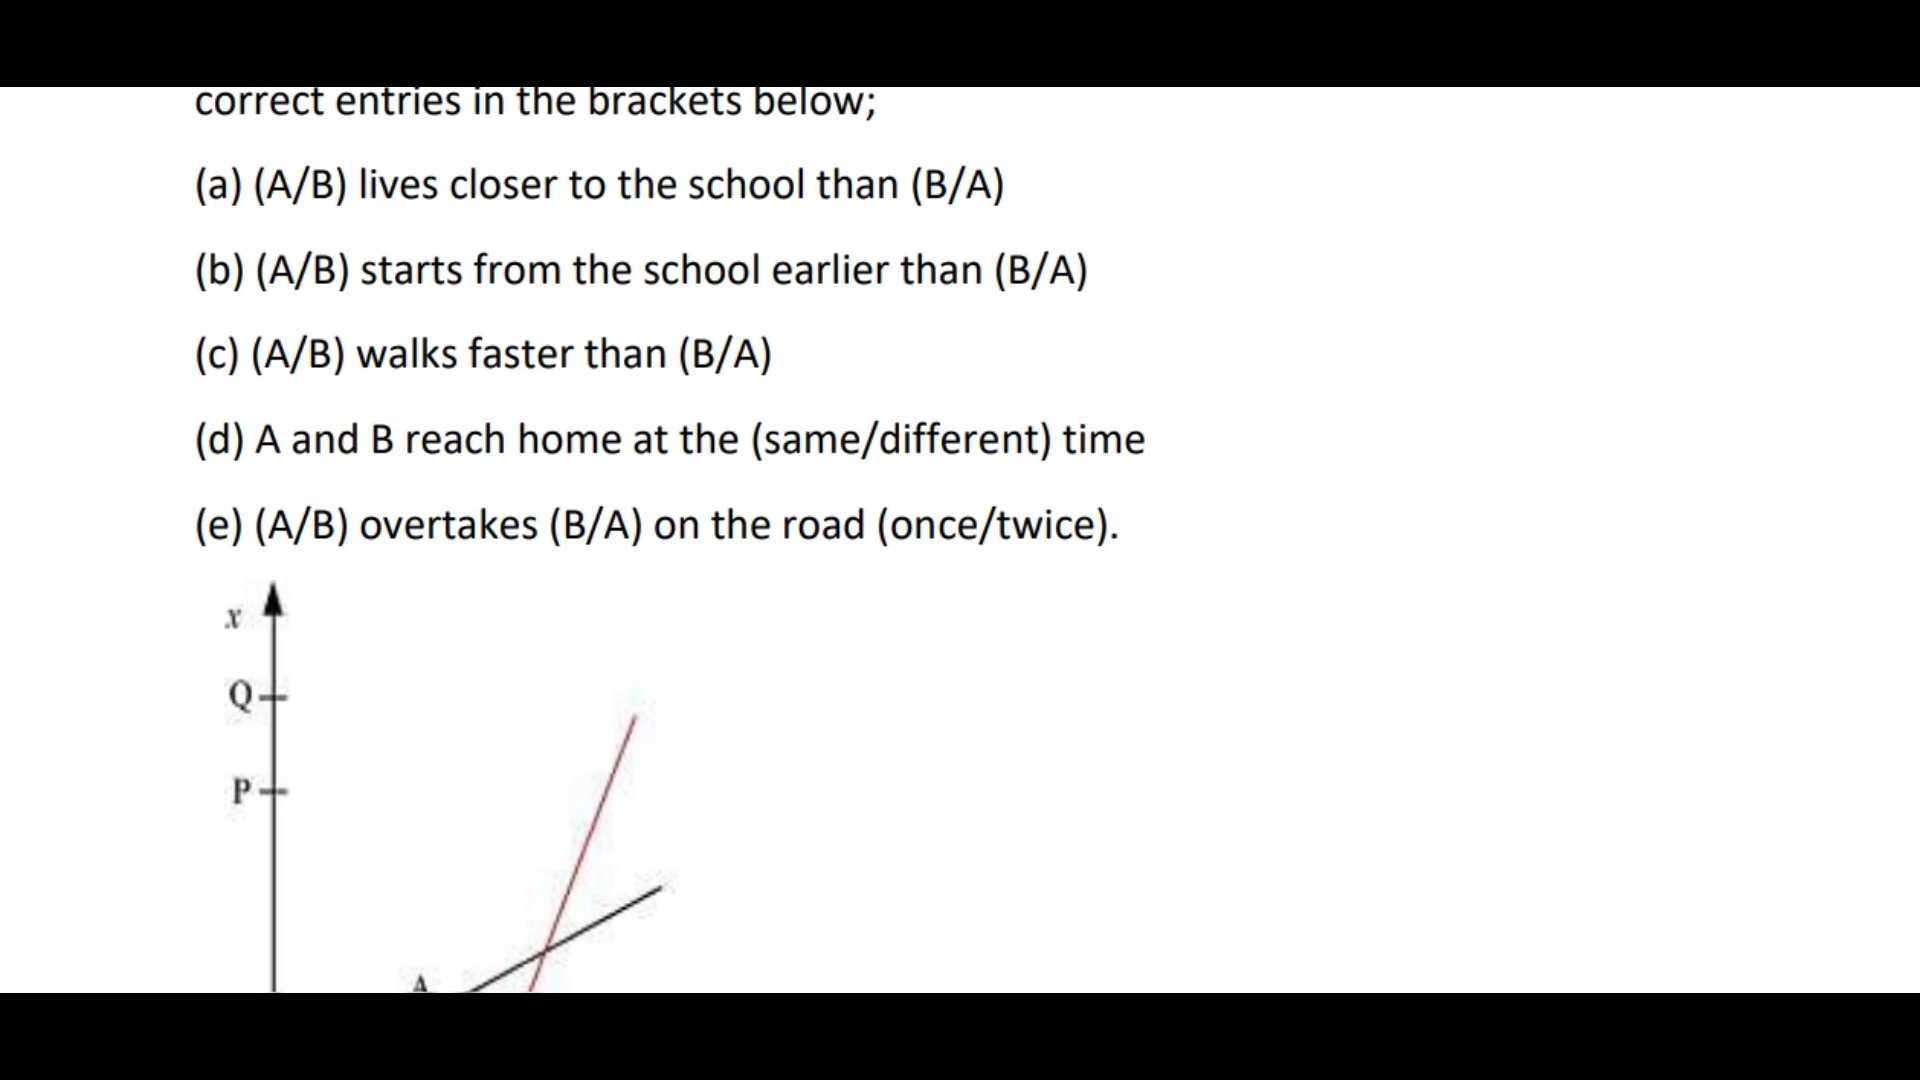 correct entries in the brackets below;
(a) (A/B) lives closer to the school than (B/A)
(b) (A/B) starts from the school earlier than (B/A)
(c) (A/B) walks faster than (B/A)
(d) A and B reach home at the (same/different) time
(e) (A/B) overtakes (B/A) on the road (once/twice).
x
Q
P
A